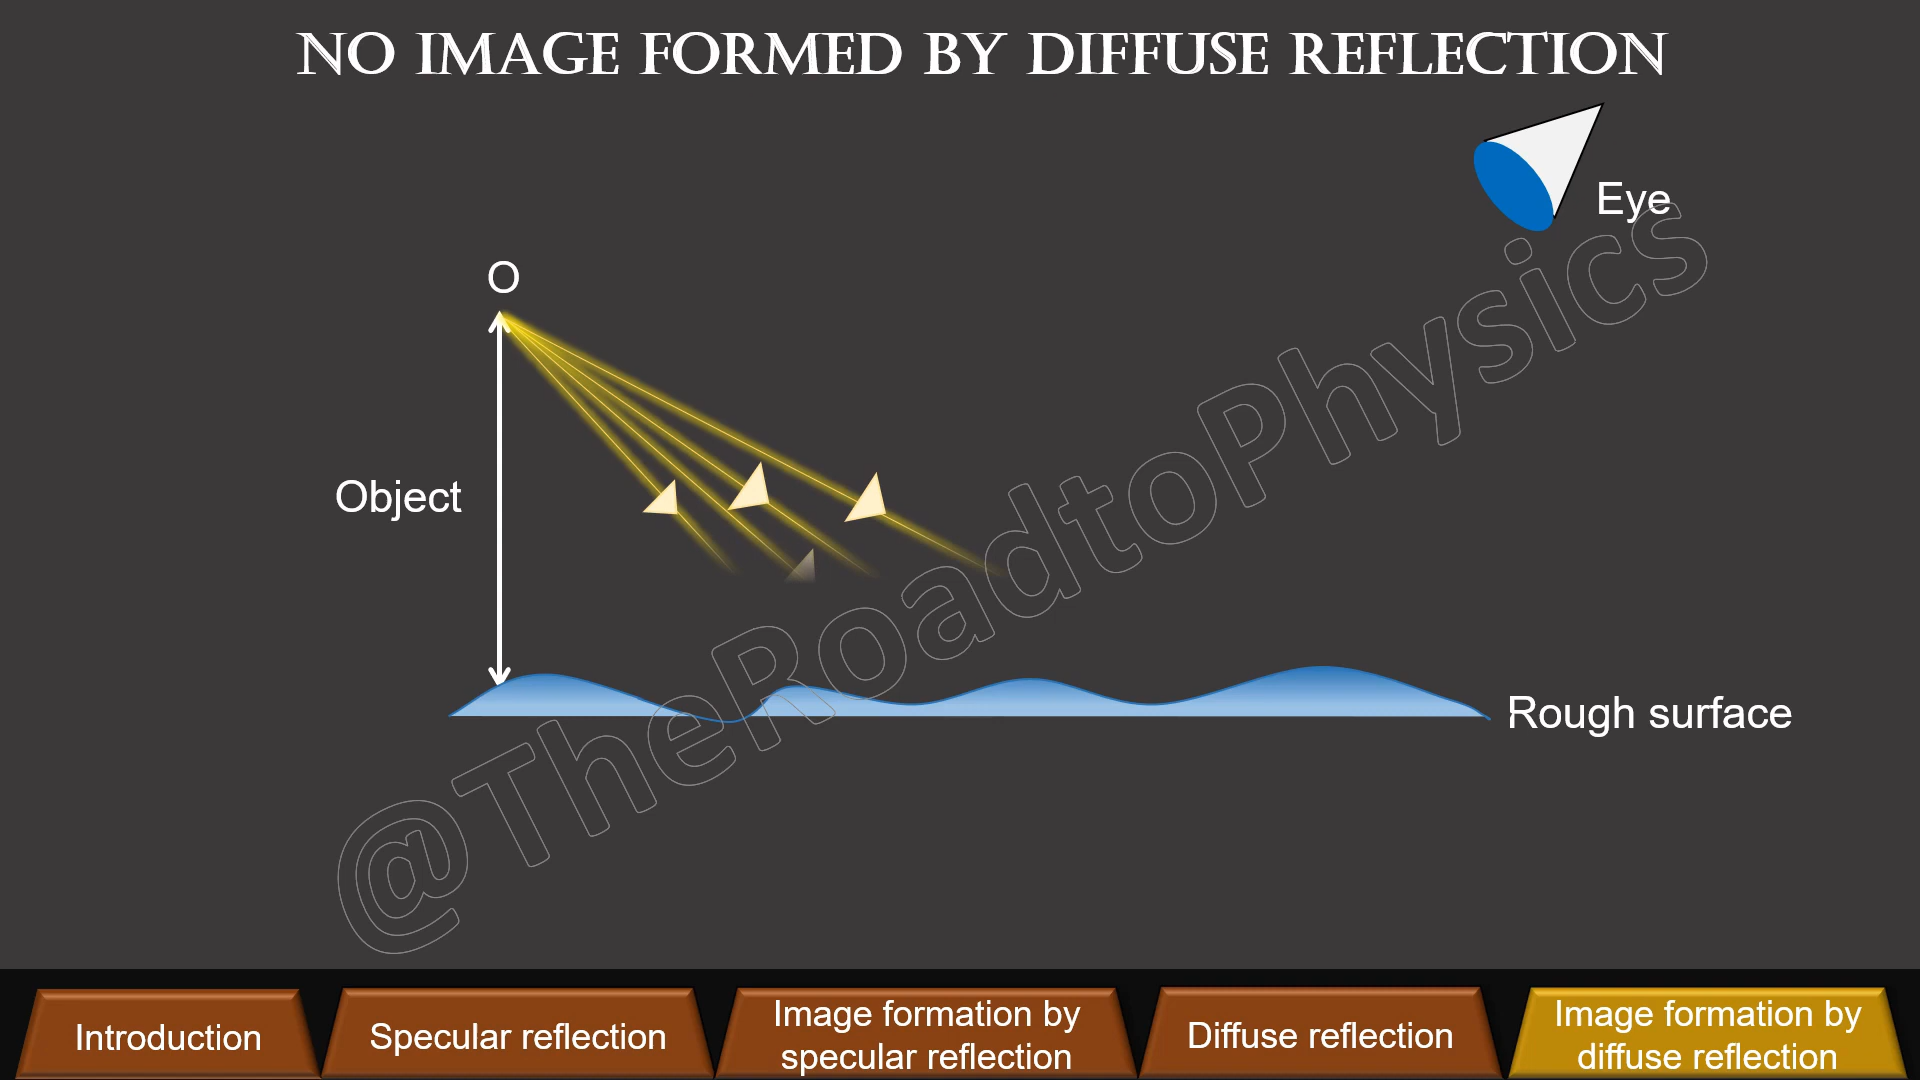 NO IMAGE FORMED BY DIFFUSE REFLECTION
Eye
O
Object
Rough surface
@TheRoadtoPhysics
Introduction
Specular reflection
Image formation by
specular reflection
Diffuse reflection
Image formation by
diffuse reflection